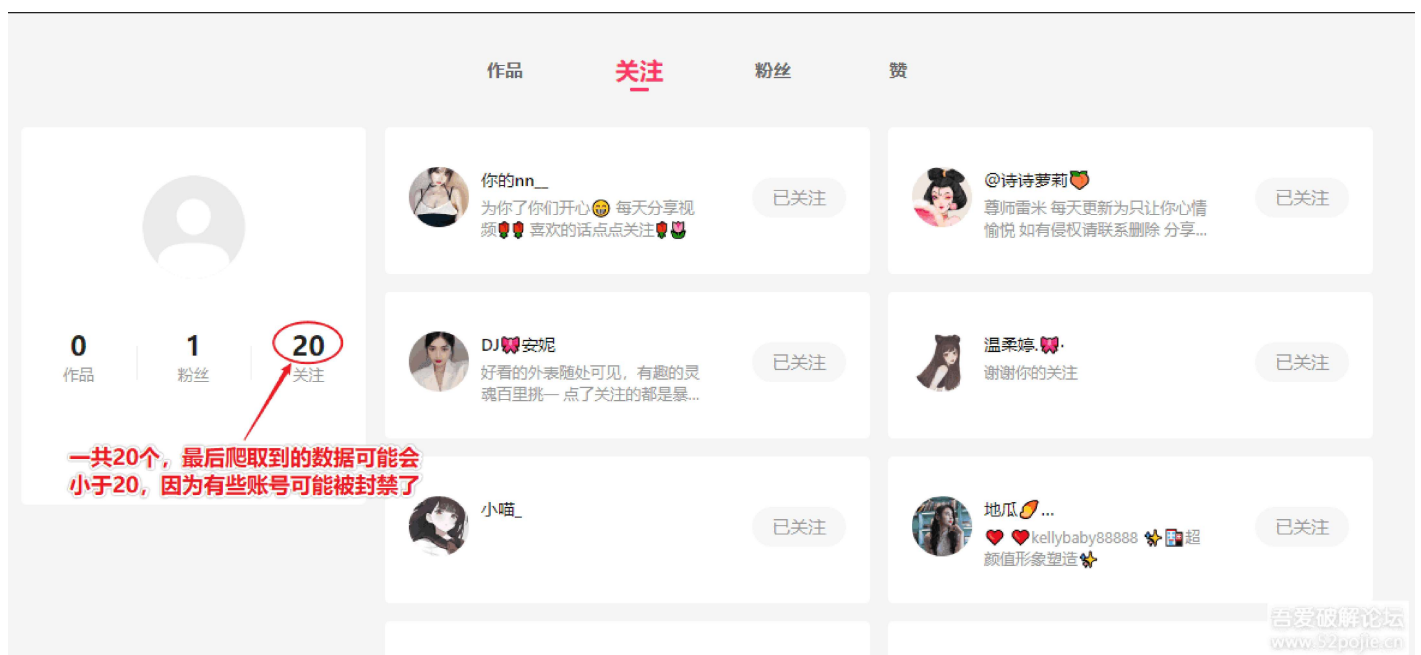 作品 关注 粉丝 赞
你的nn__
为你了你们开心😁 每天分享视
频🌹🌹 喜欢的话点点关注🌹🌷
已关注
@诗诗萝莉🍑
尊师雷米 每天更新为只让你心情
愉悦 如有侵权请联系删除 分享...
已关注
0 1 20
作品 粉丝 关注
DJ🎀安妮
好看的外表随处可见，有趣的灵
魂百里挑一 点了关注的都是暴...
已关注
温柔婷.🎀·
谢谢你的关注
已关注
一共20个，最后爬取到的数据可能会
小于20，因为有些账号可能被封禁了
小喵_
已关注
地瓜🍠...
❤️ ❤️kellybaby88888 ✨🏩超
颜值形象塑造✨
已关注
吾爱破解论坛
www.52pojie.cn